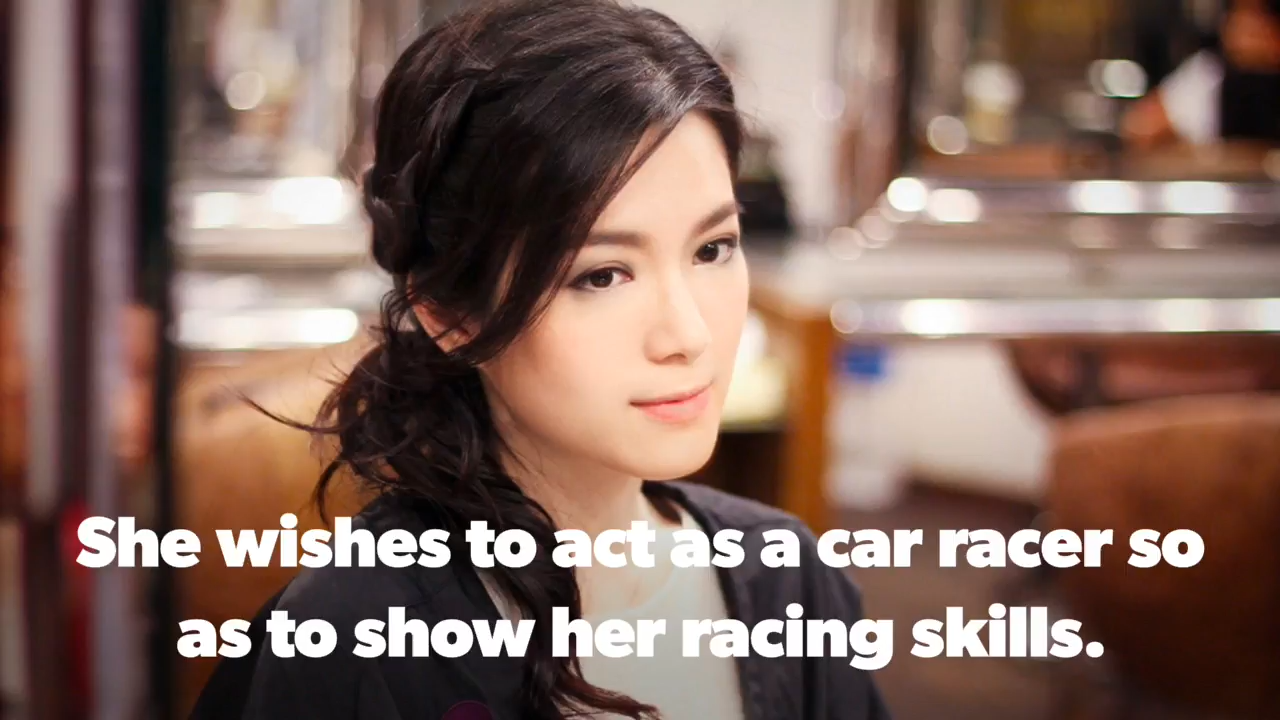 She wishes to act as a car racer so
as to show her racing skills.